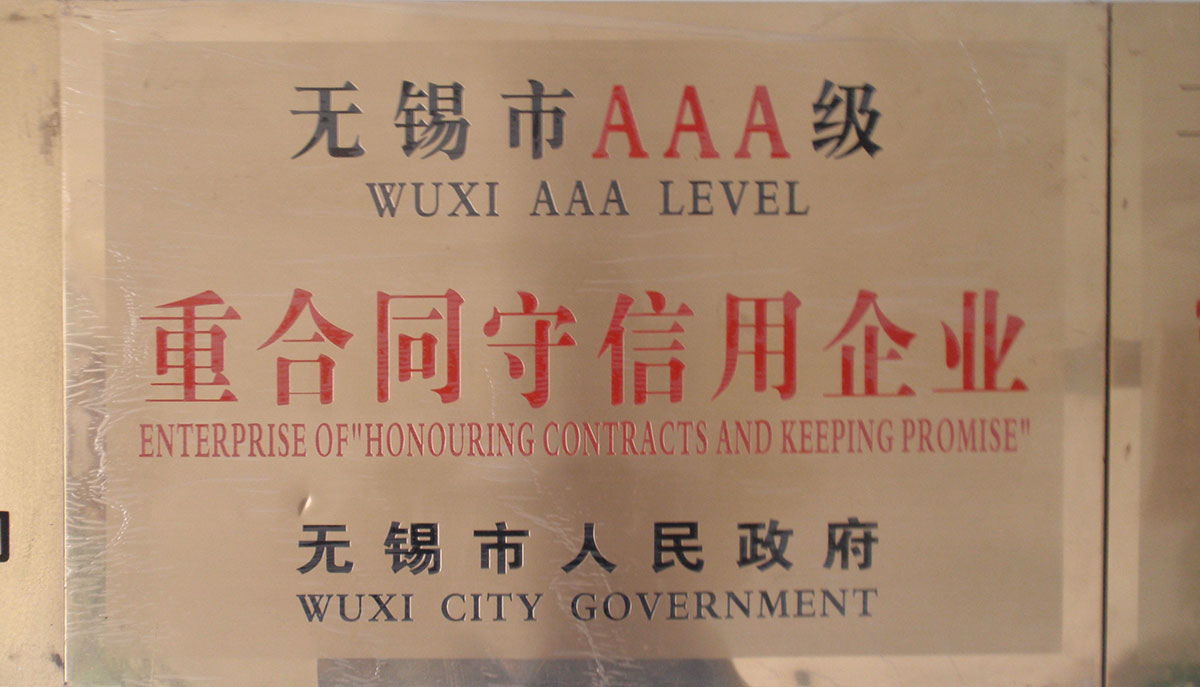 无锡市AAA级
WUXI AAA LEVEL
重合同守信用企业
ENTERPRISE OF"HONOURING CONTRACTS AND KEEPING PROMISE"
无锡市人民政府
WUXI CITY GOVERNMENT